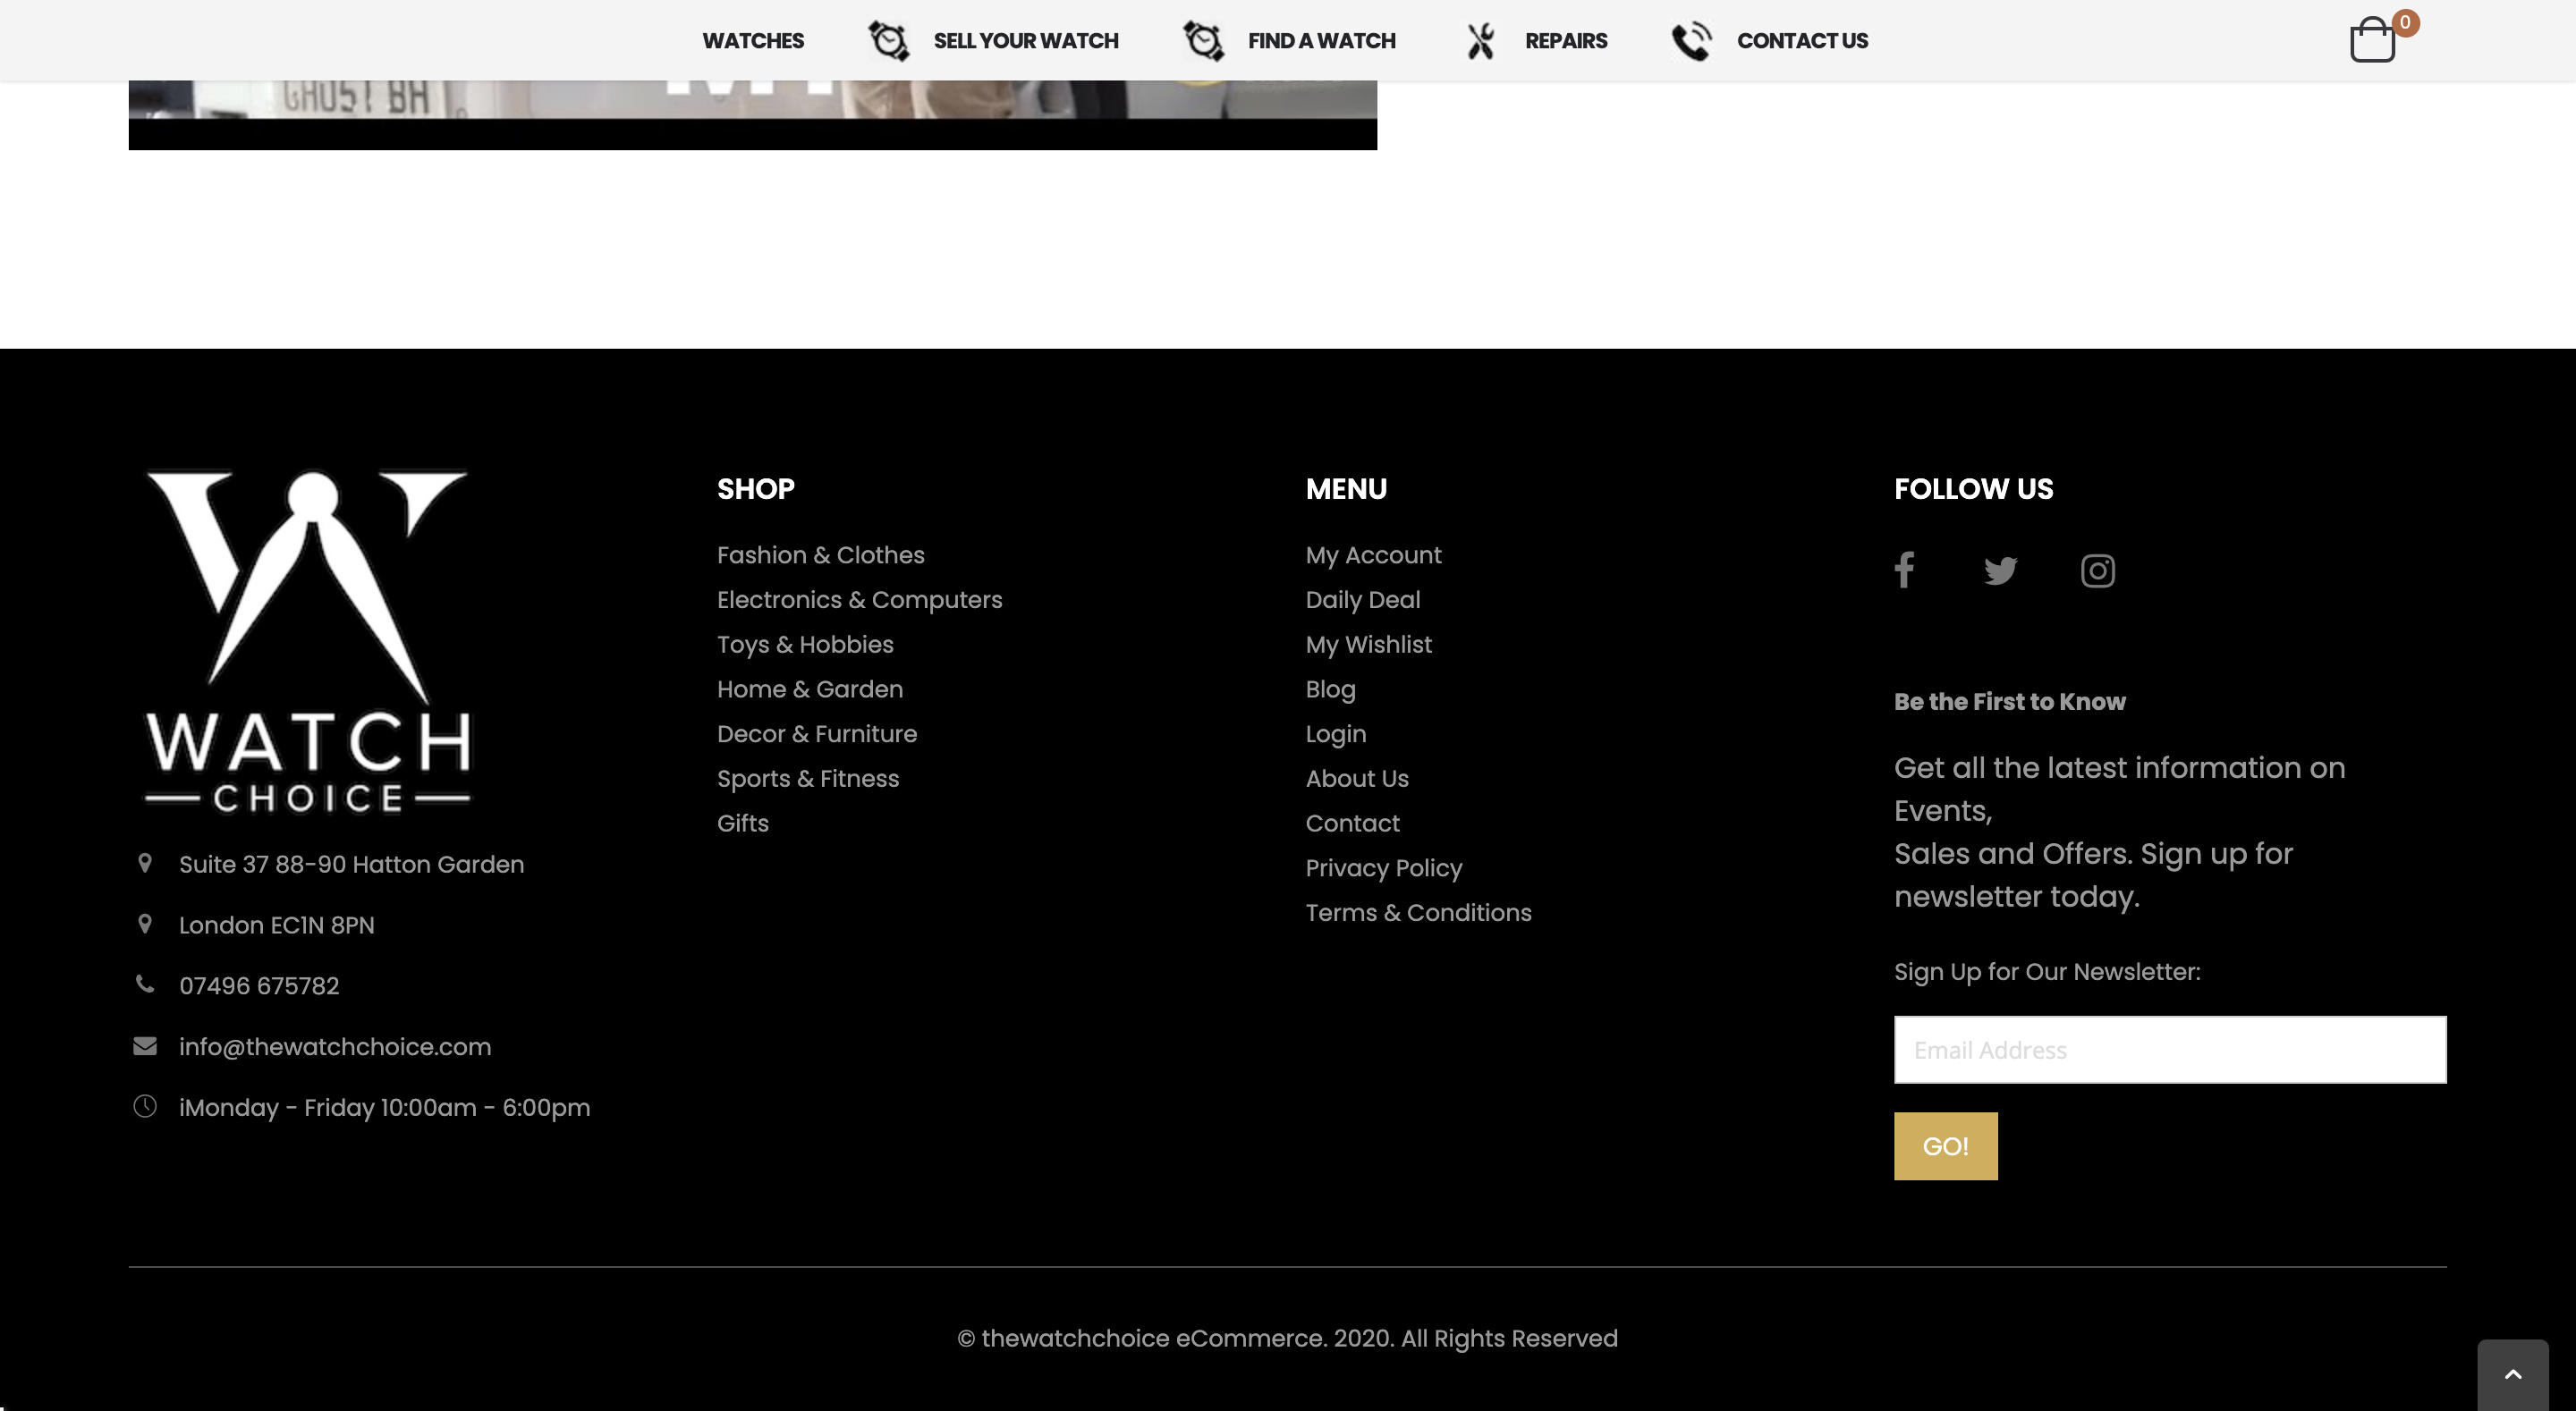 WATCHES
SELL YOUR WATCH
FIND A WATCH
REPAIRS
CONTACT US
0
WATCH
CHOICE
Suite 37 88-90 Hatton Garden
London EC1N 8PN
07496 675782
info@thewatchchoice.com
iMonday - Friday 10:00am - 6:00pm
SHOP
Fashion & Clothes
Electronics & Computers
Toys & Hobbies
Home & Garden
Decor & Furniture
Sports & Fitness
Gifts
MENU
My Account
Daily Deal
My Wishlist
Blog
Login
About Us
Contact
Privacy Policy
Terms & Conditions
FOLLOW US
Be the First to Know
Get all the latest information on
Events,
Sales and Offers. Sign up for
newsletter today.
Sign Up for Our Newsletter:
Email Address
GO!
© thewatchchoice eCommerce. 2020. All Rights Reserved